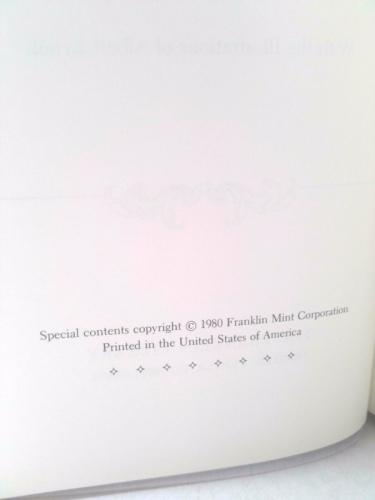 Special contents copyright © 1980 Franklin Mint Corporation
Printed in the United States of America